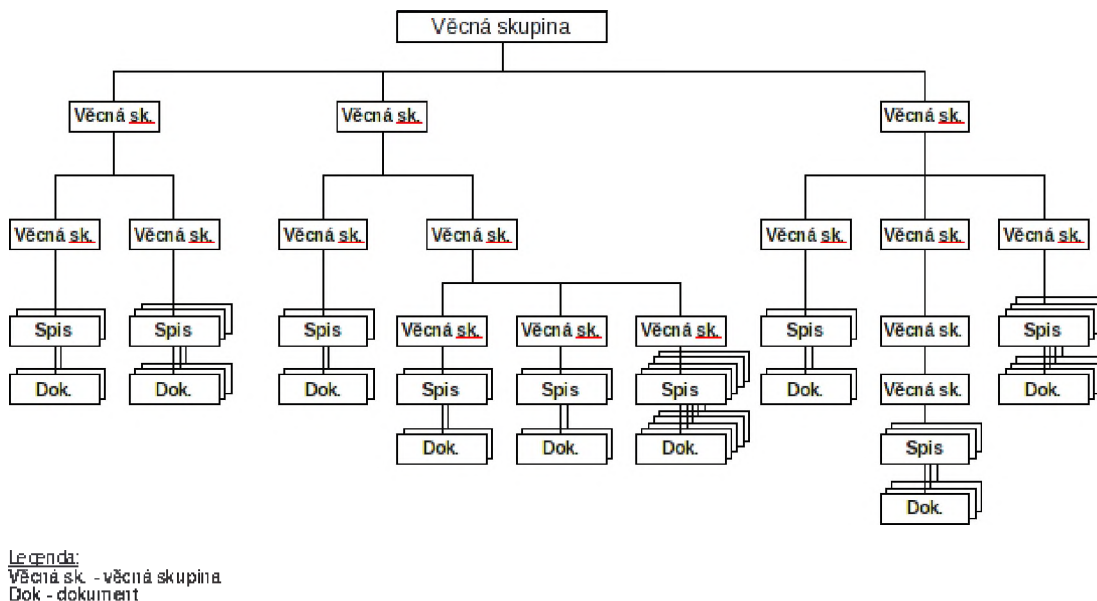 Věcná skupina
Věcná sk. Věcná sk. Věcná sk.
Věcná sk. Věcná sk. Věcná sk. Věcná sk. Věcná sk. Věcná sk. Věcná sk.
Spis Spis Spis Věcná sk. Věcná sk. Věcná sk. Spis Věcná sk. Spis
Dok. Dok. Dok. Spis Spis Spis Dok. Věcná sk. Dok.
Dok. Dok. Dok. Spis
Dok.
Legenda:
Věcná sk. - věcná skupina
Dok - dokument